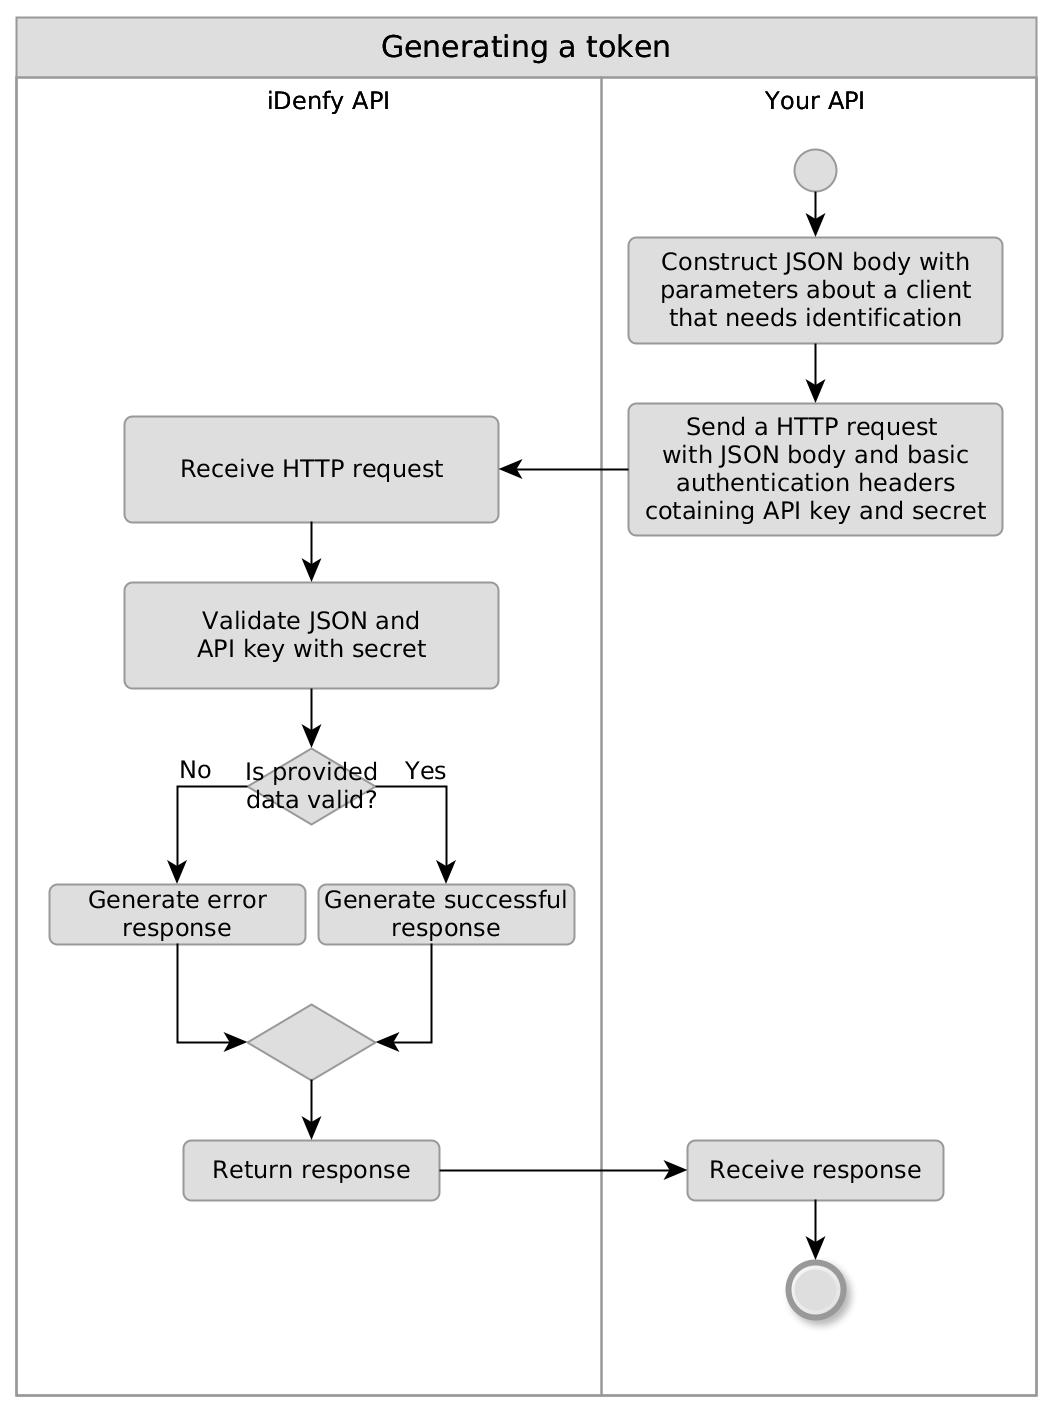 Generating a token
iDenfy API
Your API
Construct JSON body with
parameters about a client
that needs identification
Send a HTTP request
with JSON body and basic
authentication headers
cotaining API key and secret
Receive HTTP request
Validate JSON and
API key with secret
No
Is provided
data valid?
Yes
Generate error
response
Generate successful
response
Return response
Receive response